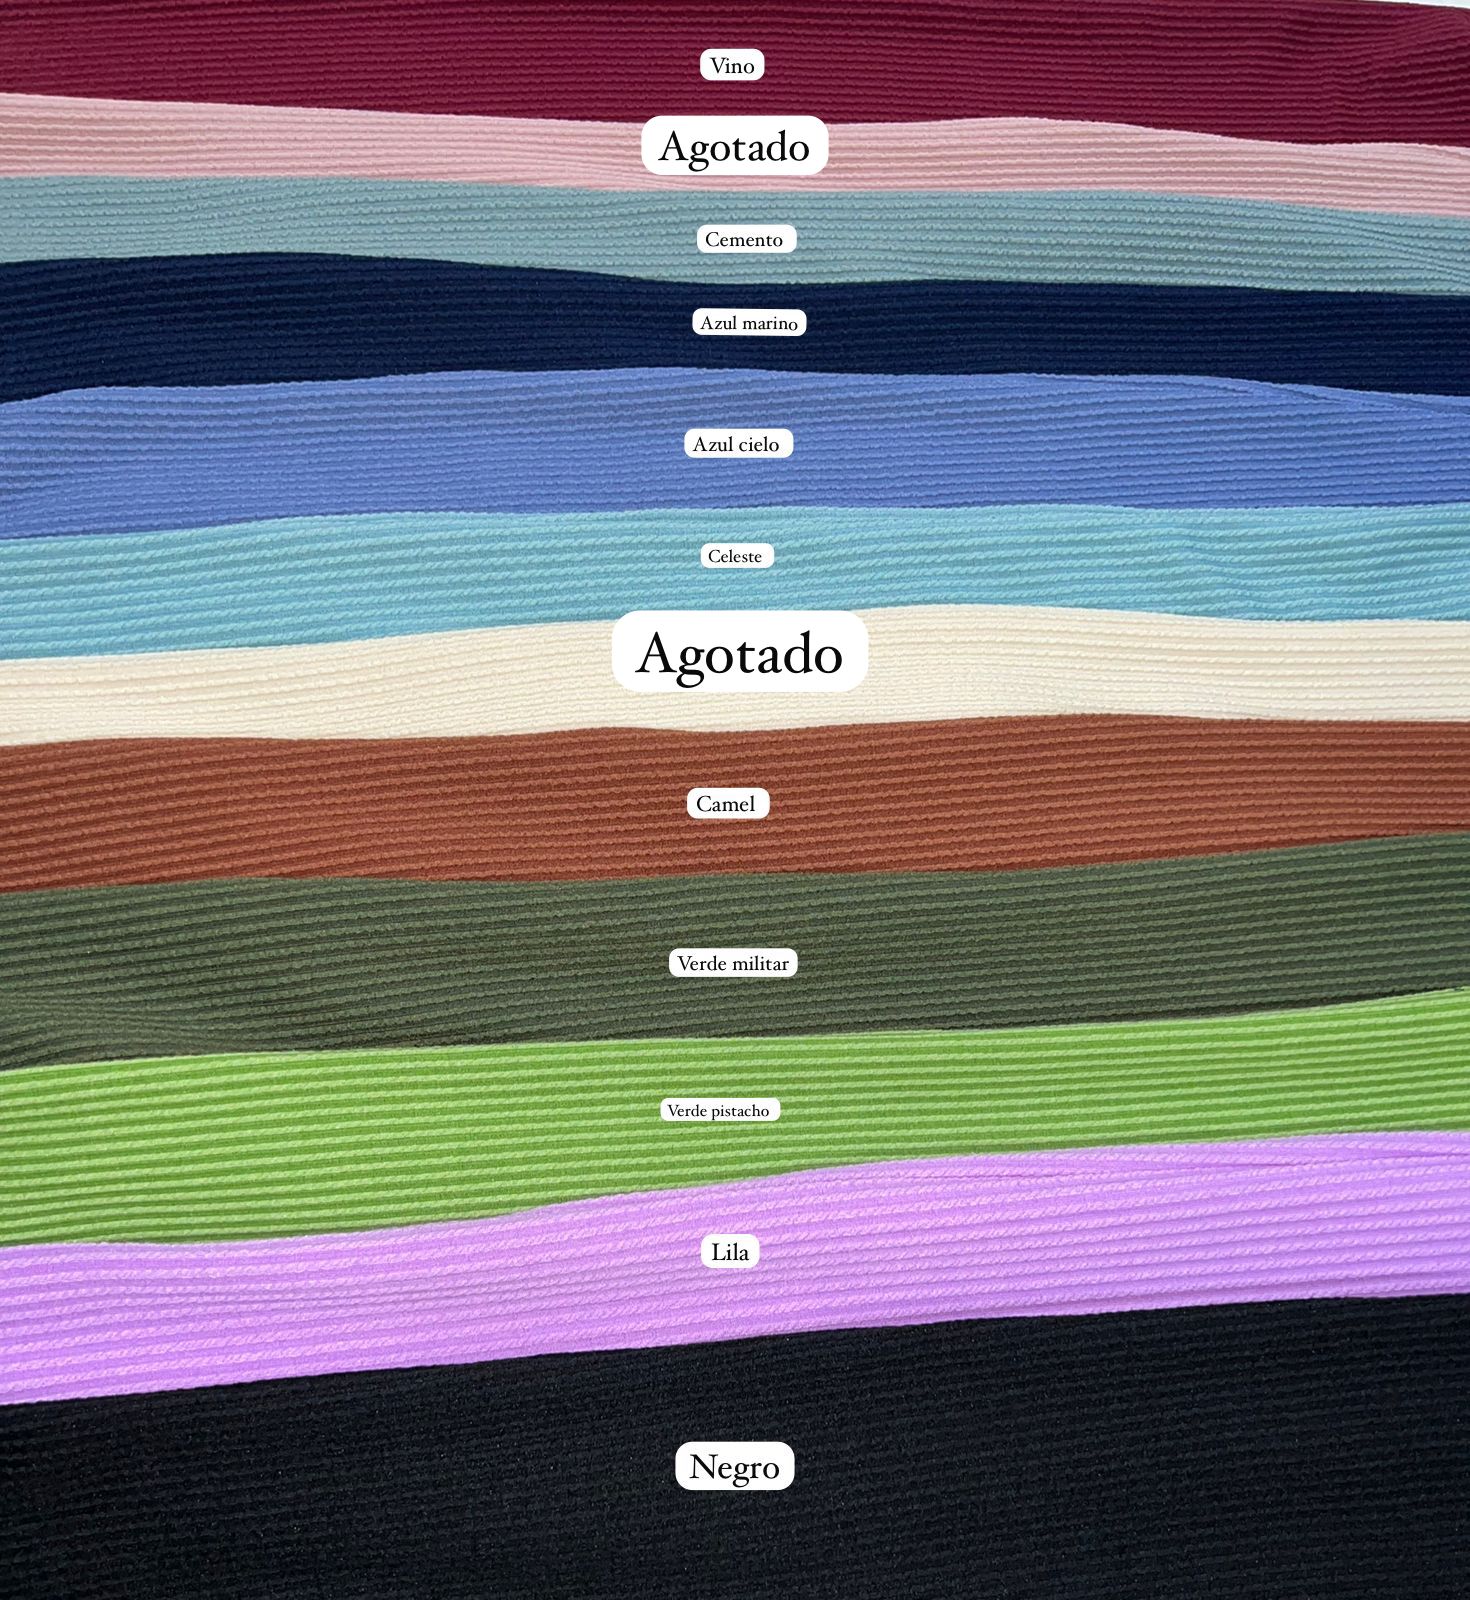 Vino
Agotado
Cemento
Azul marino
Azul cielo
Celeste
Agotado
Camel
Verde militar
Verde pistacho
Lila
Negro